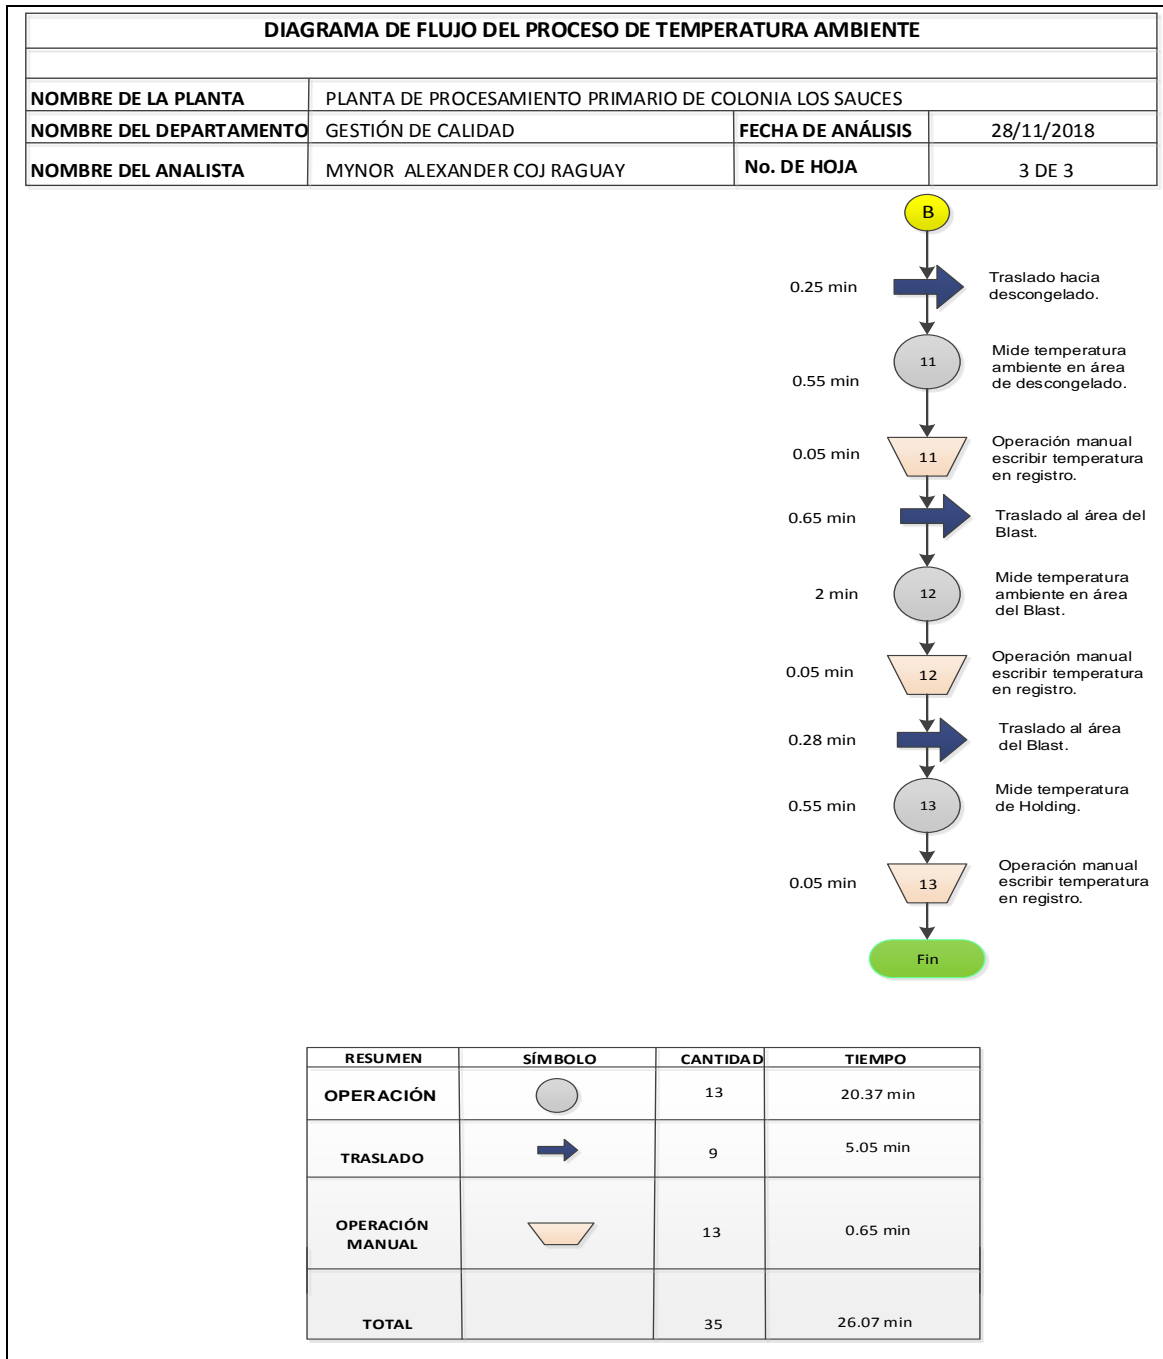 DIAGRAMA DE FLUJO DEL PROCESO DE TEMPERATURA AMBIENTE
NOMBRE DE LA PLANTA PLANTA DE PROCESAMIENTO PRIMARIO DE COLONIA LOS SAUCES
NOMBRE DEL DEPARTAMENTO GESTIÓN DE CALIDAD FECHA DE ANÁLISIS 28/11/2018
NOMBRE DEL ANALISTA MYNOR ALEXANDER COJ RAGUAY No. DE HOJA 3 DE 3
B
0.25 min
Traslado hacia
descongelado.
0.55 min
11
Mide temperatura
ambiente en área
de descongelado.
0.05 min
11
Operación manual
escribir temperatura
en registro.
0.65 min
Traslado al área del
Blast.
2 min
12
Mide temperatura
ambiente en área
del Blast.
0.05 min
12
Operación manual
escribir temperatura
en registro.
0.28 min
Traslado al área
del Blast.
0.55 min
13
Mide temperatura
de Holding.
0.05 min
13
Operación manual
escribir temperatura
en registro.
Fin
RESUMEN SÍMBOLO CANTIDAD TIEMPO
OPERACIÓN 13 20.37 min
TRASLADO 9 5.05 min
OPERACIÓN
MANUAL 13 0.65 min
TOTAL 35 26.07 min